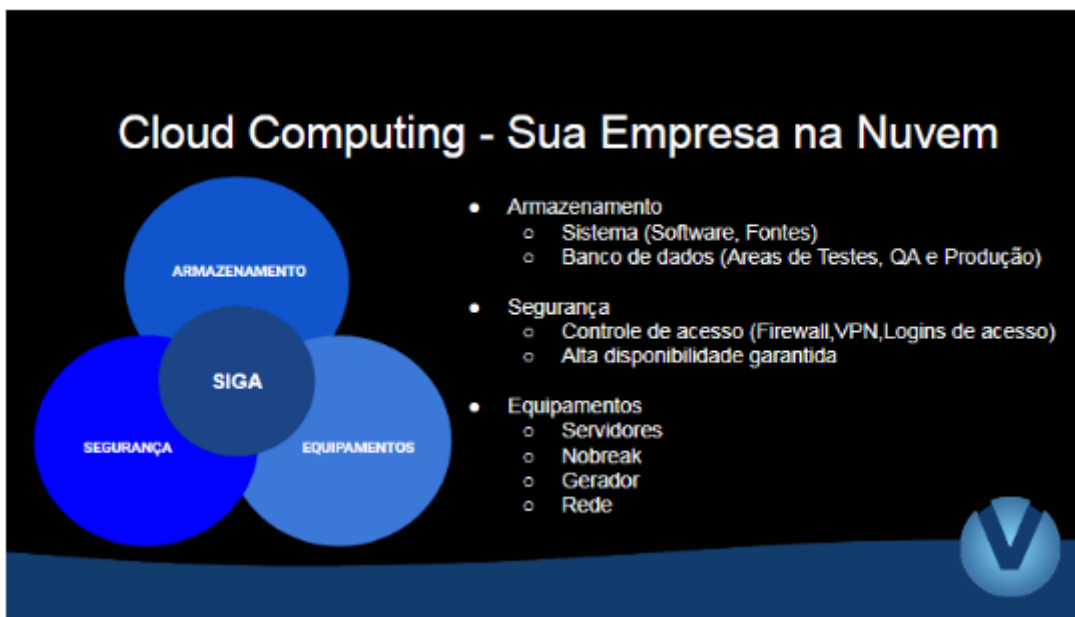 Cloud Computing - Sua Empresa na Nuvem
ARMAZENAMENTO
SIGA
SEGURANÇA
EQUIPAMENTOS
● Armazenamento
○ Sistema (Software, Fontes)
○ Banco de dados (Areas de Testes, QA e Produção)
● Segurança
○ Controle de acesso (Firewall,VPN,Logins de acesso)
○ Alta disponibilidade garantida
● Equipamentos
○ Servidores
○ Nobreak
○ Gerador
○ Rede
V